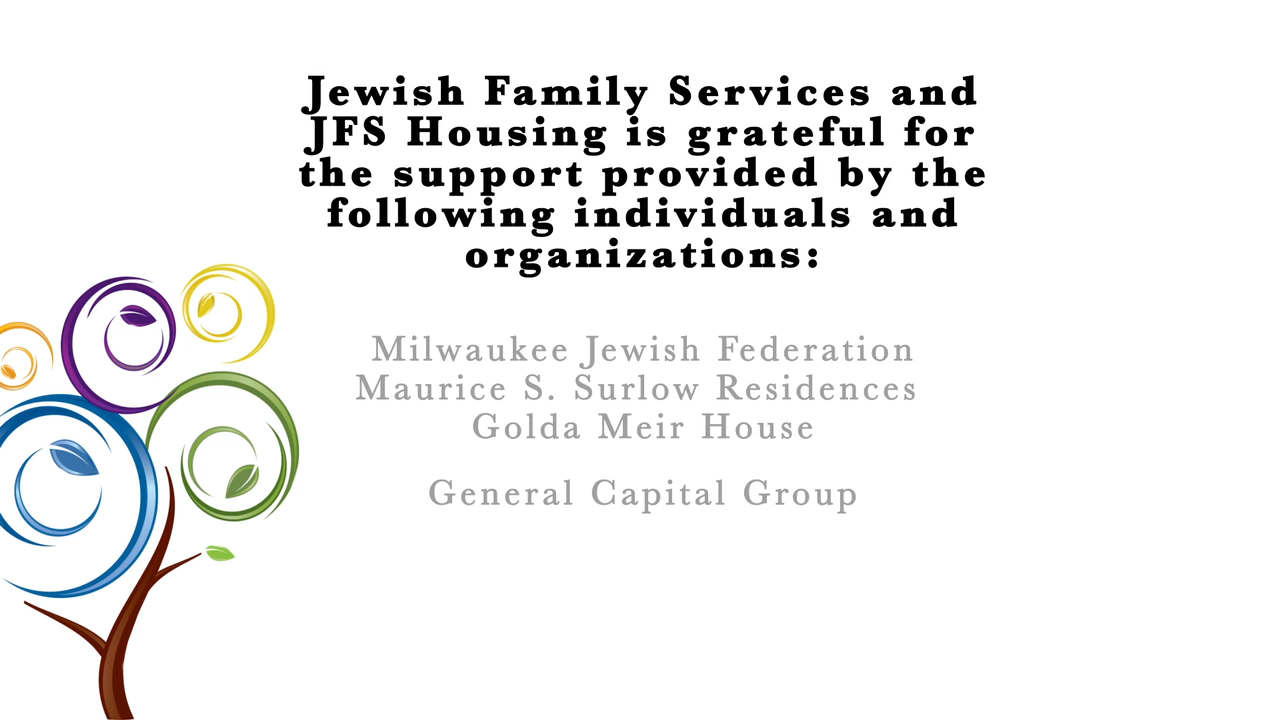 Jewish Family Services and
JFS Housing is grateful for
the support provided by the
following individuals and
organizations:
Milwaukee Jewish Federation
Maurice S. Surlow Residences
Golda Meir House
General Capital Group